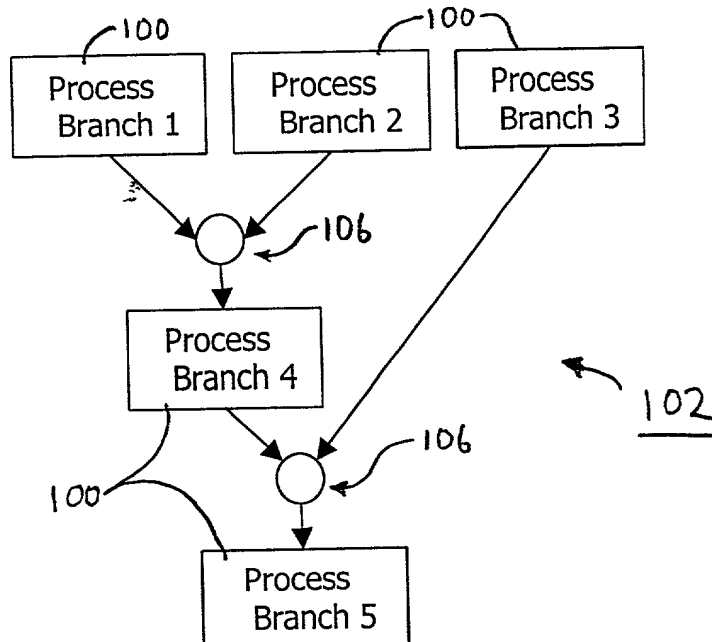 100
100
Process
Branch 1
Process
Branch 2
Process
Branch 3
106
Process
Branch 4
102
106
100
Process
Branch 5